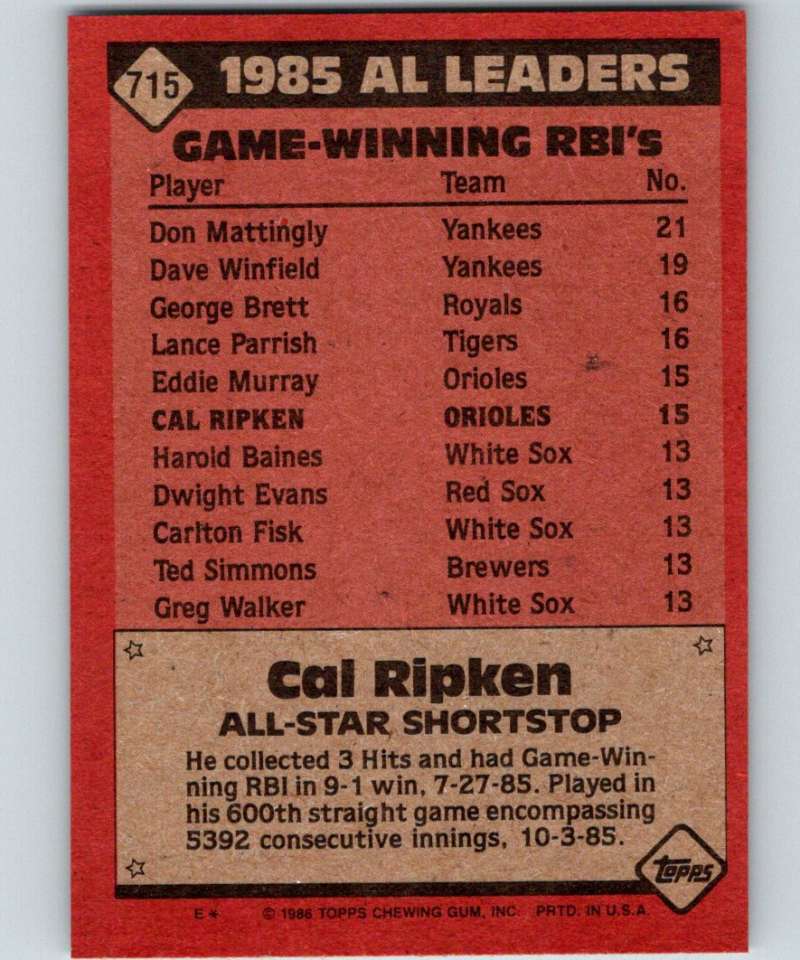 715 1985 AL LEADERS
GAME-WINNING RBI's
Player Team No.
Don Mattingly Yankees 21
Dave Winfield Yankees 19
George Brett Royals 16
Lance Parrish Tigers 16
Eddie Murray Orioles 15
CAL RIPKEN ORIOLES 15
Harold Baines White Sox 13
Dwight Evans Red Sox 13
Carlton Fisk White Sox 13
Ted Simmons Brewers 13
Greg Walker White Sox 13
Cal Ripken
ALL-STAR SHORTSTOP
He collected 3 Hits and had Game-Win-
ning RBI in 9-1 win, 7-27-85. Played in
his 600th straight game encompassing
5392 consecutive innings, 10-3-85.
topps
E* © 1986 TOPPS CHEWING GUM, INC. PRTD. IN U.S.A.